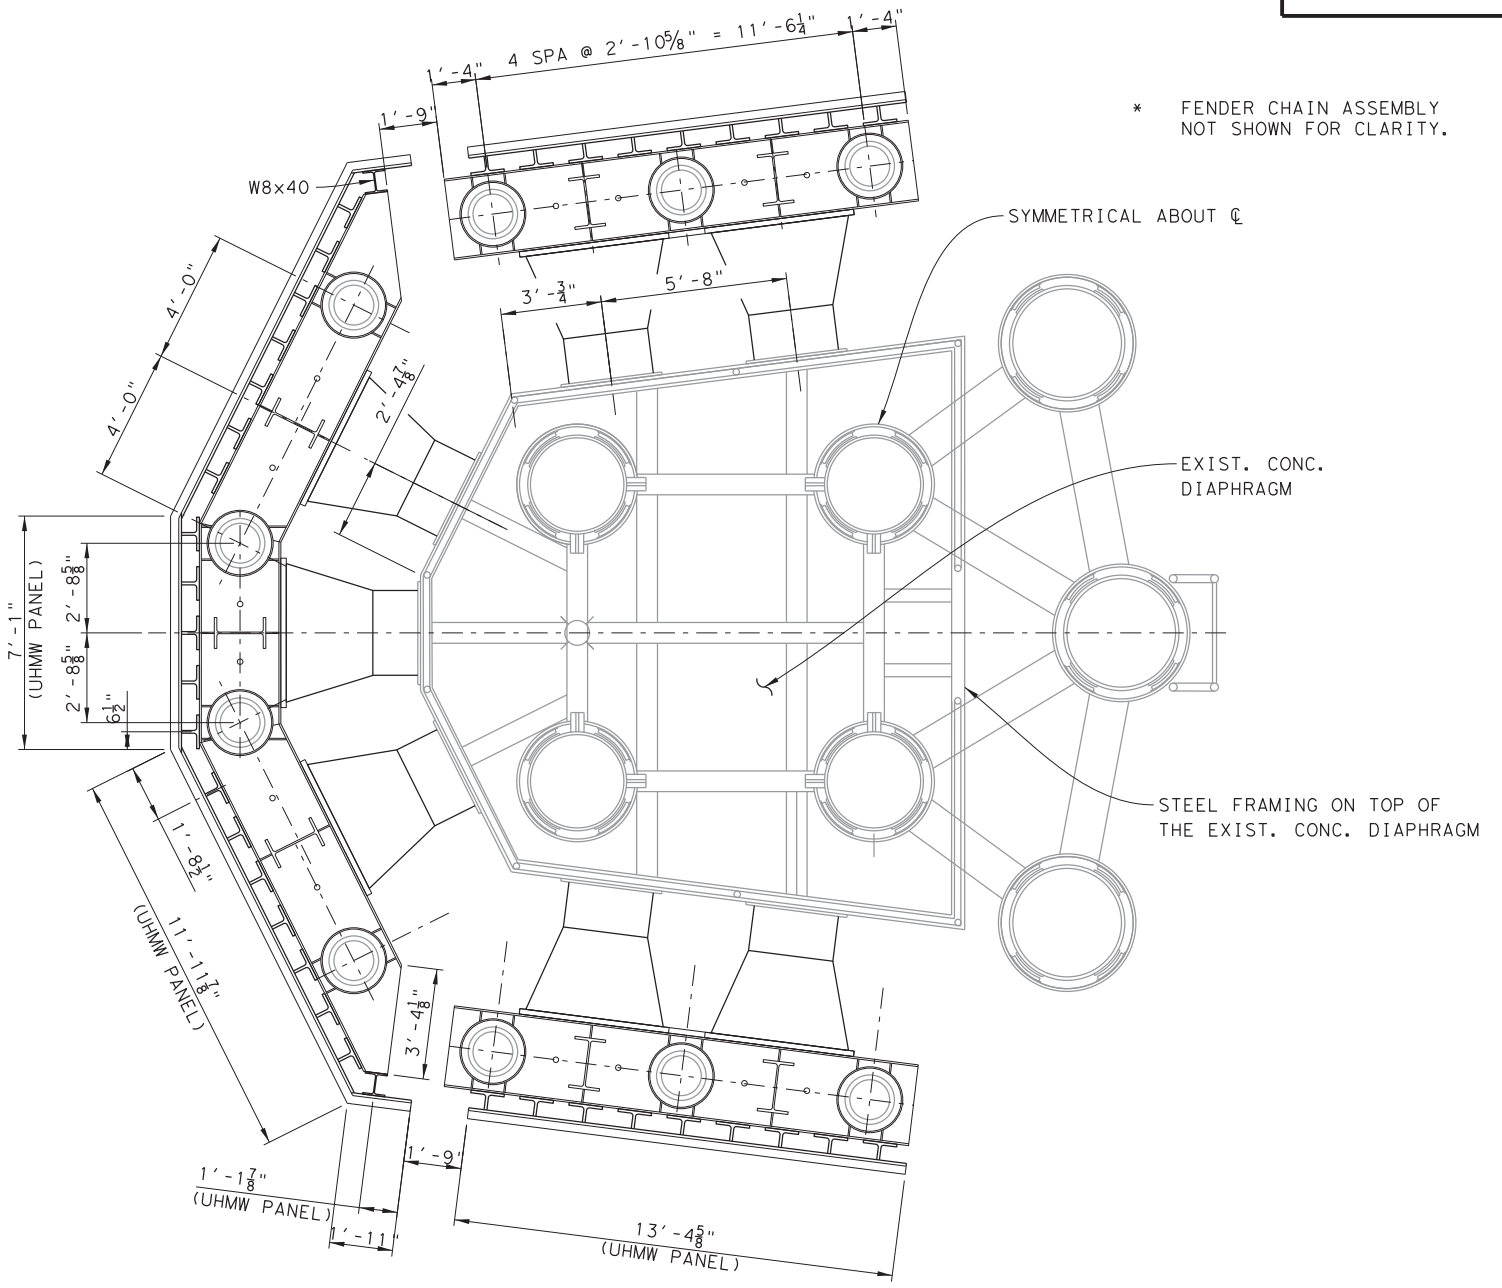 1'-4"
4 SPA @ 2'-10⅝" = 11'-6¼"
1'-4"
1'-9"
* FENDER CHAIN ASSEMBLY
NOT SHOWN FOR CLARITY.
W8x40
SYMMETRICAL ABOUT ℄
4'-0"
4'-0"
3'-¾"
5'-8"
2'-4⅞"
EXIST. CONC.
DIAPHRAGM
7'-1"
(UHMW PANEL)
2'-8⅝"
2'-8⅝"
6½"
STEEL FRAMING ON TOP OF
THE EXIST. CONC. DIAPHRAGM
1'-8½"
11'-11⅞"
(UHMW PANEL)
3'-4⅛"
1'-9"
1'-1⅞"
(UHMW PANEL)
1'-11"
13'-4⅝"
(UHMW PANEL)